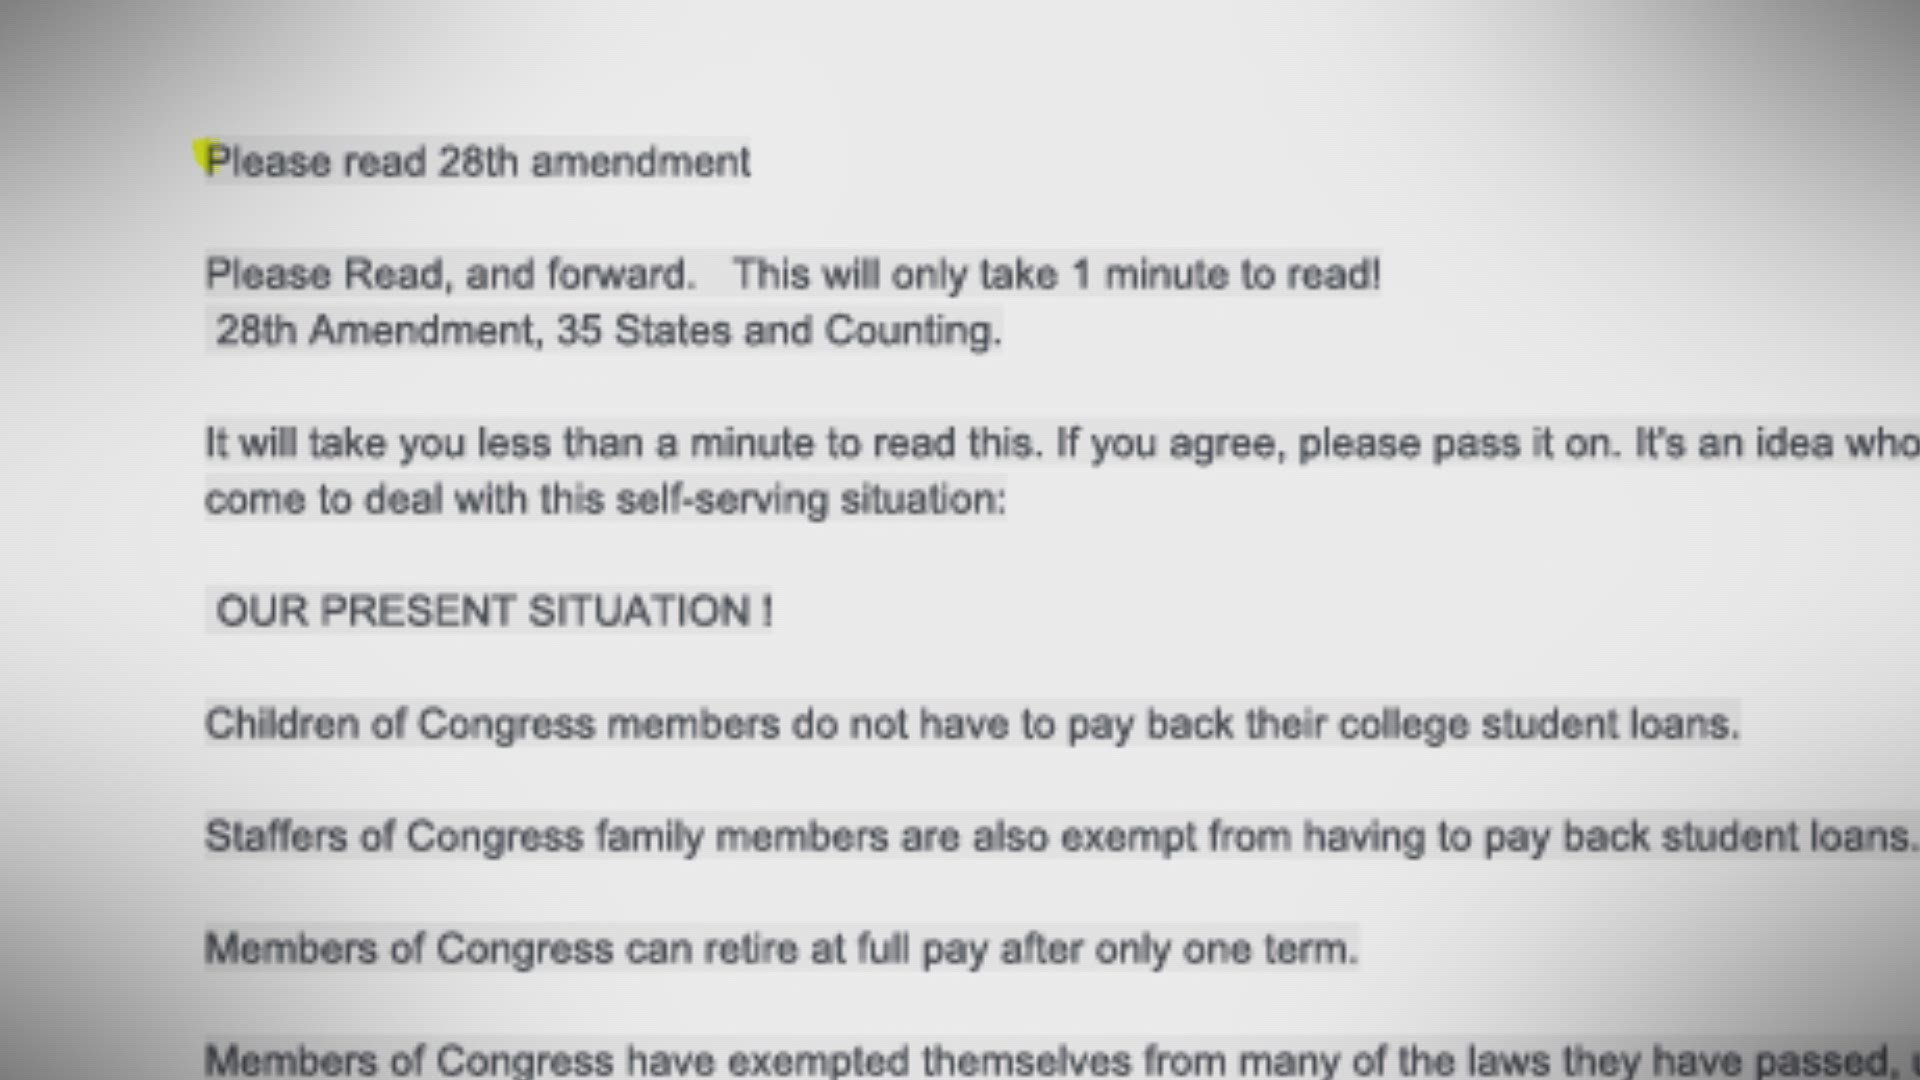 Please read 28th amendment
Please Read, and forward.   This will only take 1 minute to read!
28th Amendment, 35 States and Counting.
It will take you less than a minute to read this. If you agree, please pass it on. It's an idea who
come to deal with this self-serving situation:
OUR PRESENT SITUATION !
Children of Congress members do not have to pay back their college student loans.
Staffers of Congress family members are also exempt from having to pay back student loans.
Members of Congress can retire at full pay after only one term.
Members of Congress have exempted themselves from many of the laws they have passed,